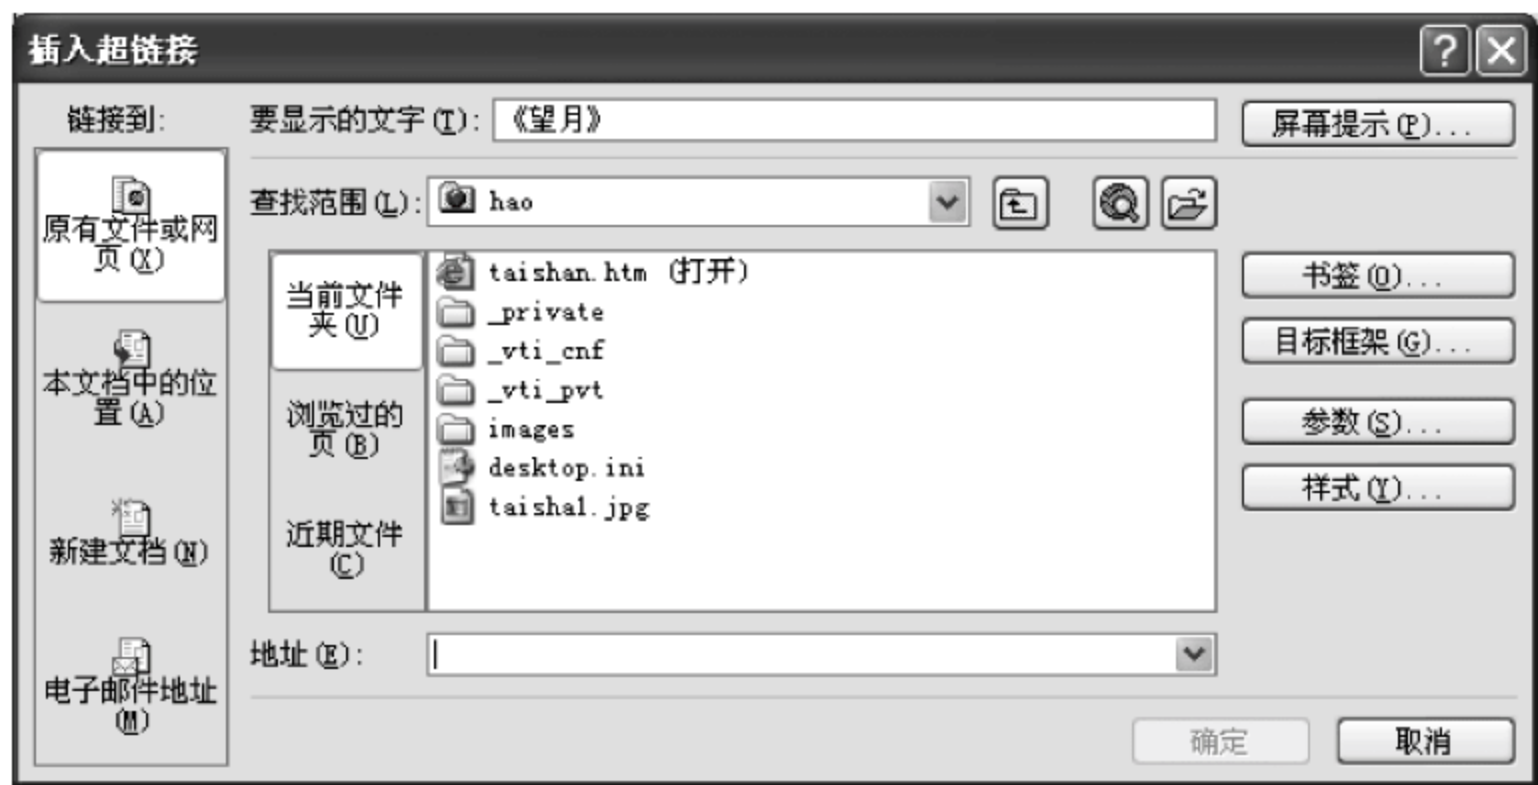 插入超链接
链接到:
要显示的文字(T): 《望月》
屏幕提示(P)...
原有文件或网
页(X)
查找范围(L): hao
当前文件
夹(U)
taishan.htm (打开)
_private
_vti_cnf
_vti_pvt
images
desktop.ini
taisha1.jpg
书签(O)...
目标框架(G)...
参数(S)...
样式(Y)...
本文档中的位
置(A)
浏览过的
页(B)
新建文档(N)
近期文件
(C)
电子邮件地址
(M)
地址(E):
确定
取消